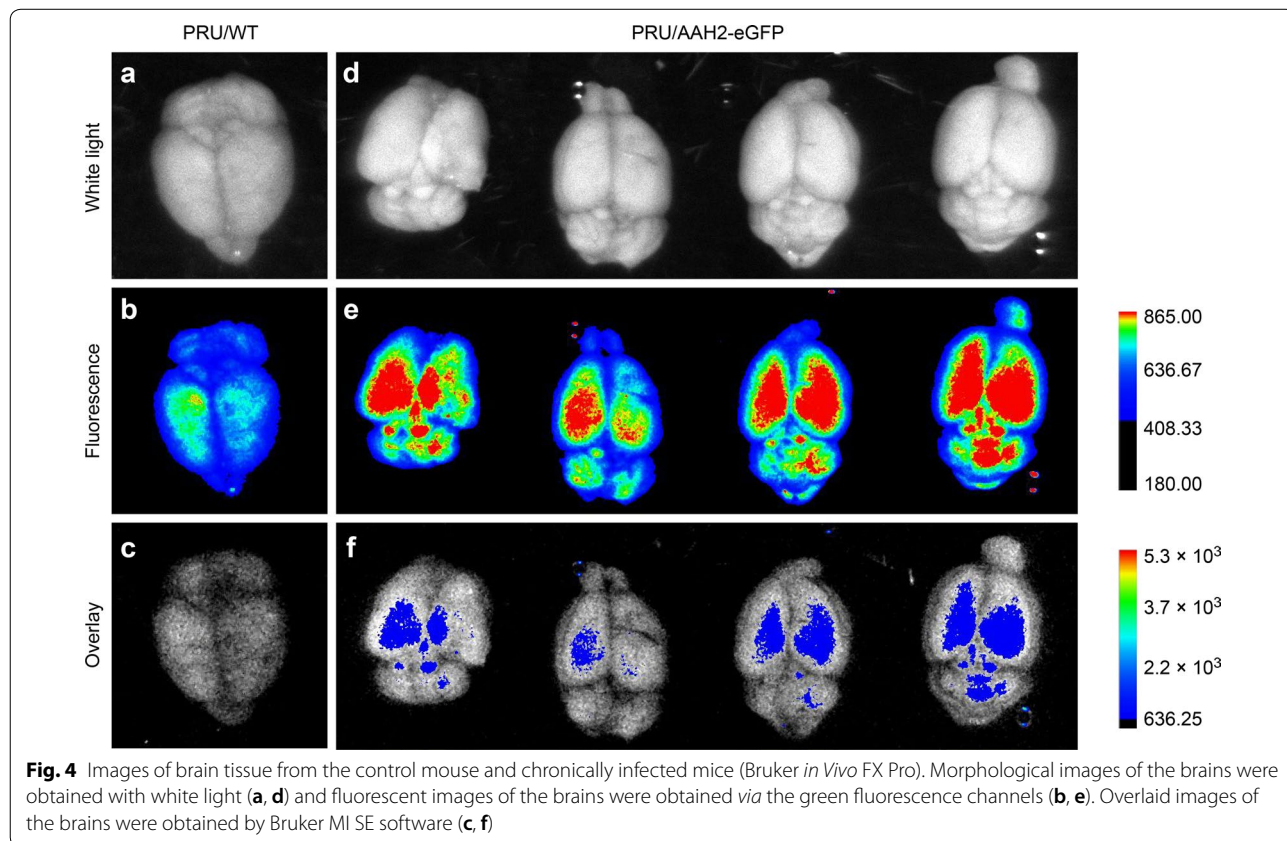 PRU/WT
PRU/AAH2-eGFP
White light
a
d
Fluorescence
b
e
865.00
636.67
408.33
180.00
Overlay
c
f
5.3 × 10³
3.7 × 10³
2.2 × 10³
636.25
Fig. 4 Images of brain tissue from the control mouse and chronically infected mice (Bruker in Vivo FX Pro). Morphological images of the brains were
obtained with white light (a, d) and fluorescent images of the brains were obtained via the green fluorescence channels (b, e). Overlaid images of
the brains were obtained by Bruker MI SE software (c, f)